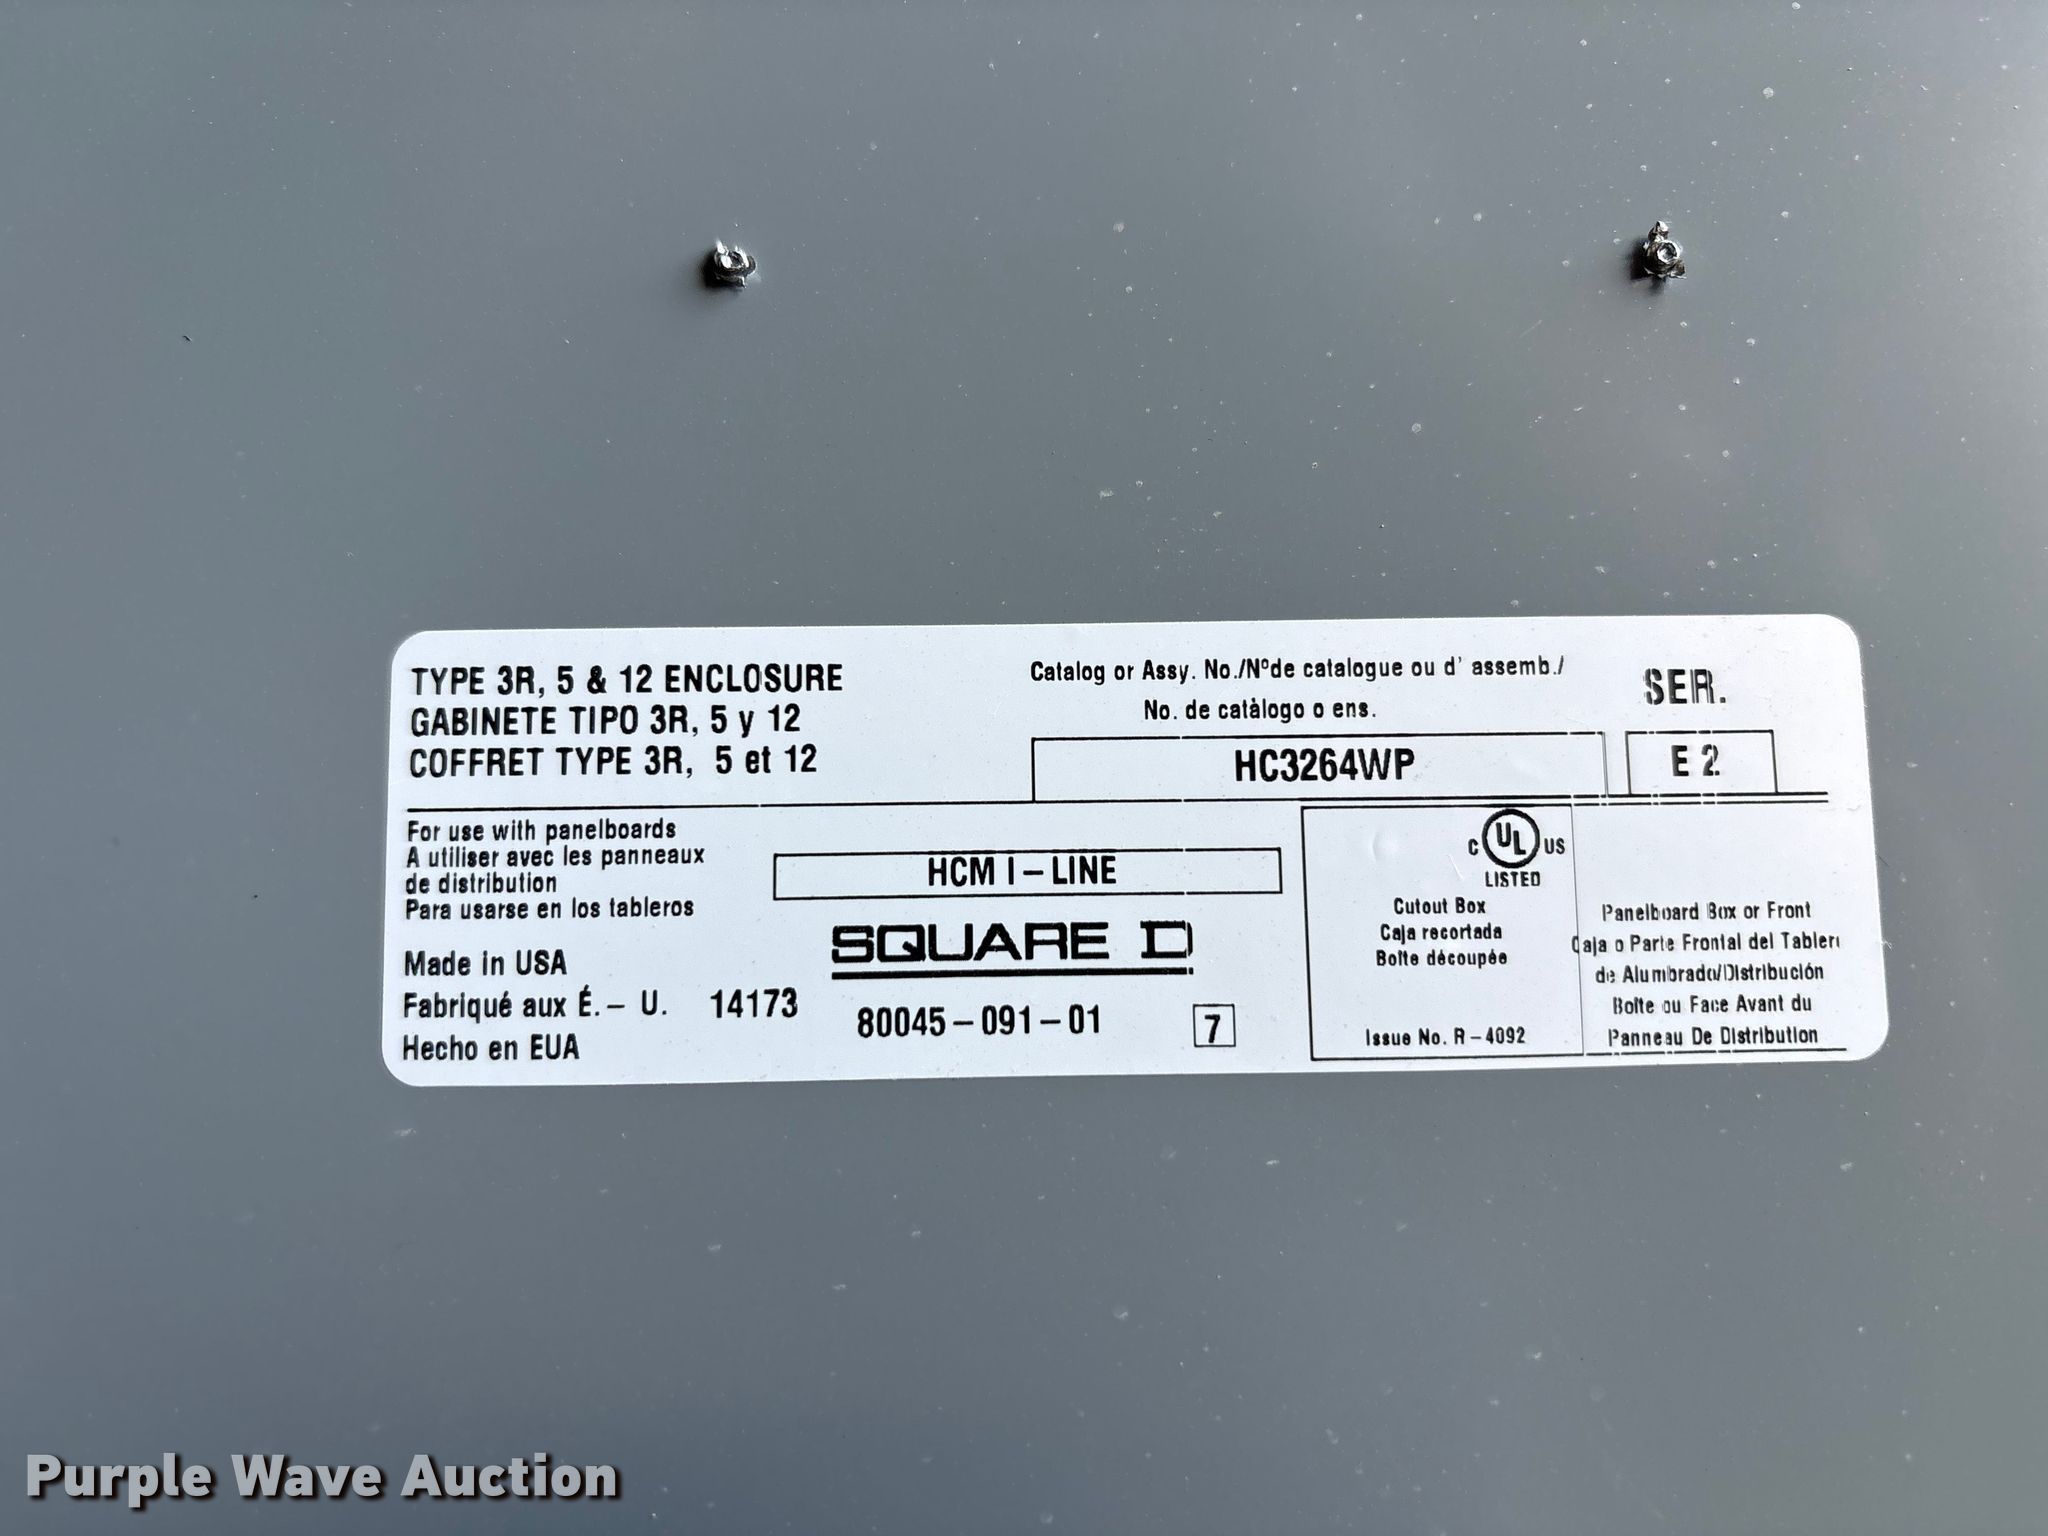 TYPE 3R, 5 & 12 ENCLOSURE
GABINETE TIPO 3R, 5 y 12
COFFRET TYPE 3R, 5 et 12
Catalog or Assy. No./Nºde catalogue ou d' assemb./
No. de catàlogo o ens.
HC3264WP
SER.
E 2
For use with panelboards
A utiliser avec les panneaux
de distribution
Para usarse en los tableros
HCM I-LINE
Made in USA
Fabriqué aux É.- U. 14173
Hecho en EUA
SQUARE D
80045-091-01
7
C UL US
LISTED
Cutout Box
Caja recortada
Boîte découpée
Issue No. R-4092
Panelboard Box or Front
Caja o Parte Frontal del Tablero
de Alumbrado/Distribución
Boîte ou Face Avant du
Panneau De Distribution
Purple Wave Auction